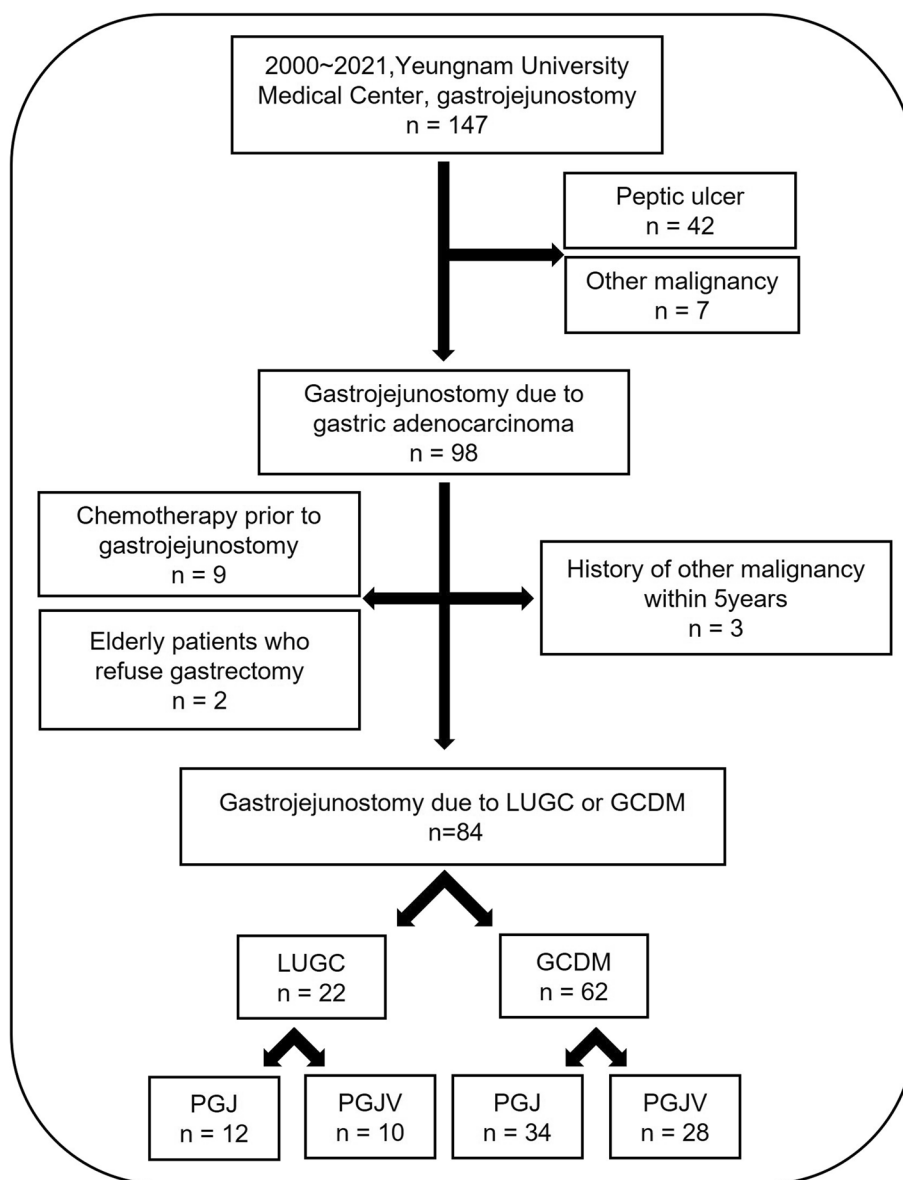 2000~2021,Yeungnam University
Medical Center, gastrojejunostomy
n = 147
Peptic ulcer
n = 42
Other malignancy
n = 7
Gastrojejunostomy due to
gastric adenocarcinoma
n = 98
Chemotherapy prior to
gastrojejunostomy
n = 9
Elderly patients who
refuse gastrectomy
n = 2
History of other malignancy
within 5years
n = 3
Gastrojejunostomy due to LUGC or GCDM
n=84
LUGC
n = 22
GCDM
n = 62
PGJ
n = 12
PGJV
n = 10
PGJ
n = 34
PGJV
n = 28